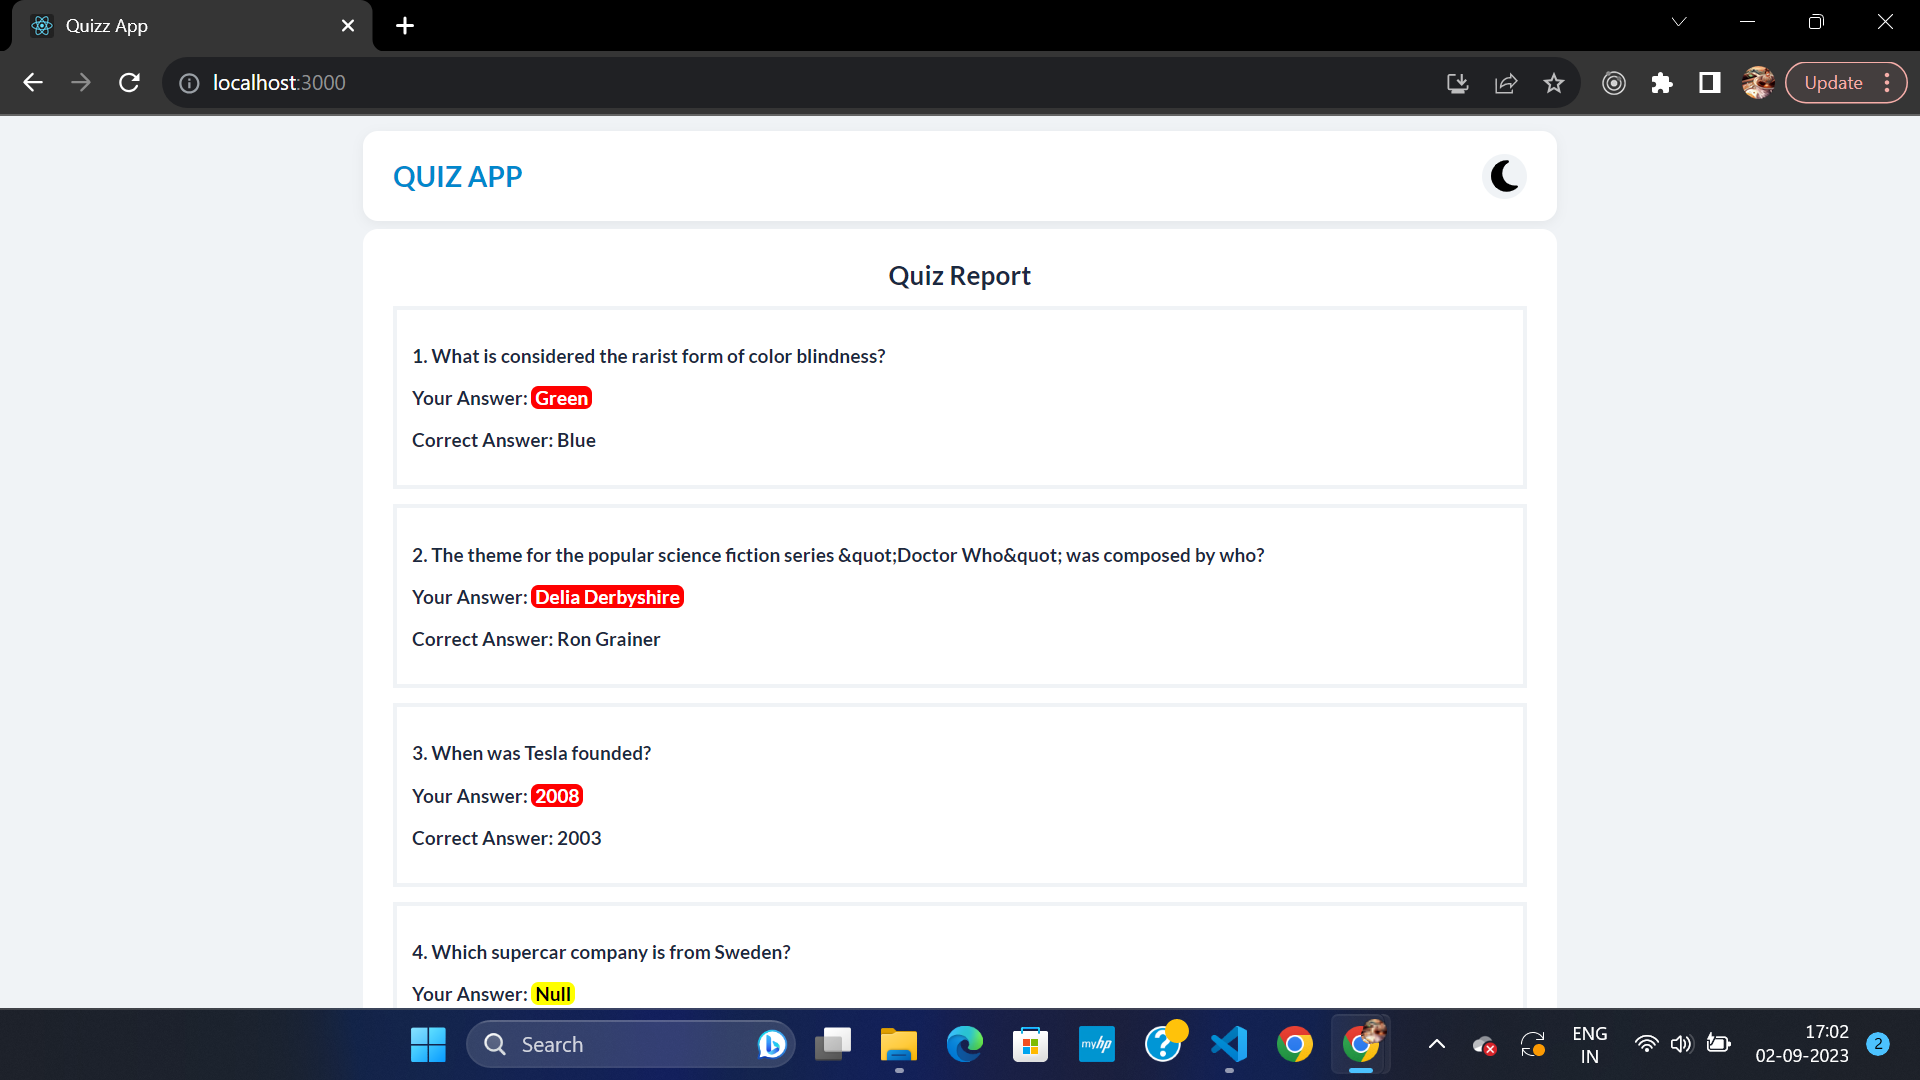 Quizz App
localhost:3000
Update
QUIZ APP
Quiz Report
1. What is considered the rarist form of color blindness?
Your Answer: Green
Correct Answer: Blue
2. The theme for the popular science fiction series &quot;Doctor Who&quot; was composed by who?
Your Answer: Delia Derbyshire
Correct Answer: Ron Grainer
3. When was Tesla founded?
Your Answer: 2008
Correct Answer: 2003
4. Which supercar company is from Sweden?
Your Answer: Null
Search
myhp
ENG
IN
17:02
02-09-2023
2